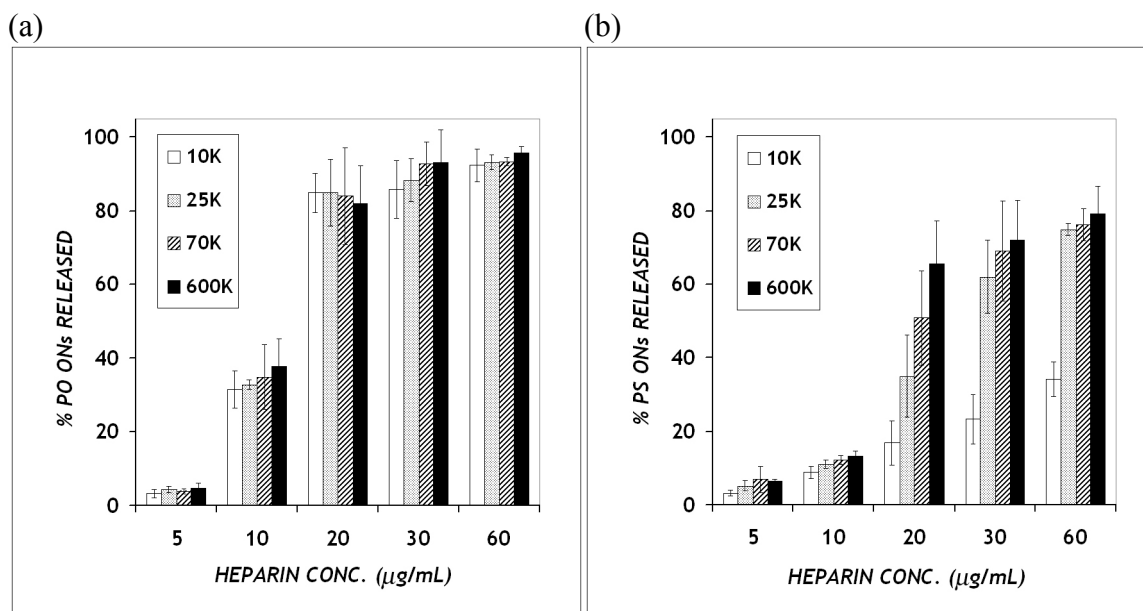 (a)
% PO ONs RELEASED
100
80
60
40
20
0
10K
25K
70K
600K
5 10 20 30 60
HEPARIN CONC. (μg/mL)
(b)
% PS ONs RELEASED
100
80
60
40
20
0
10K
25K
70K
600K
5 10 20 30 60
HEPARIN CONC. (μg/mL)